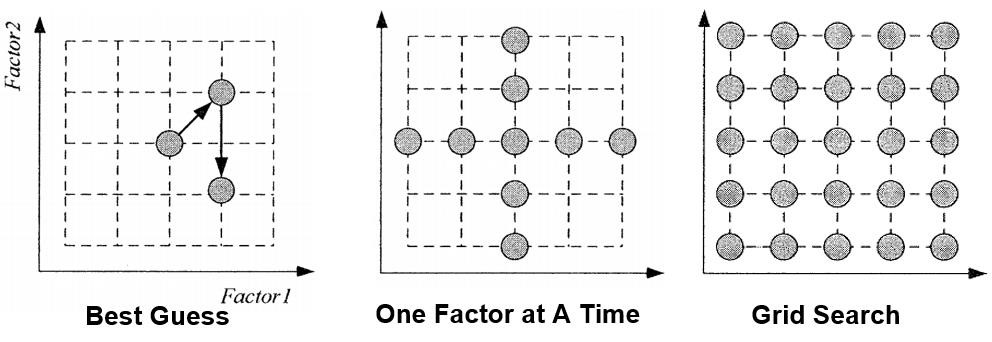 Factor2
Factor1
Best Guess
One Factor at A Time
Grid Search